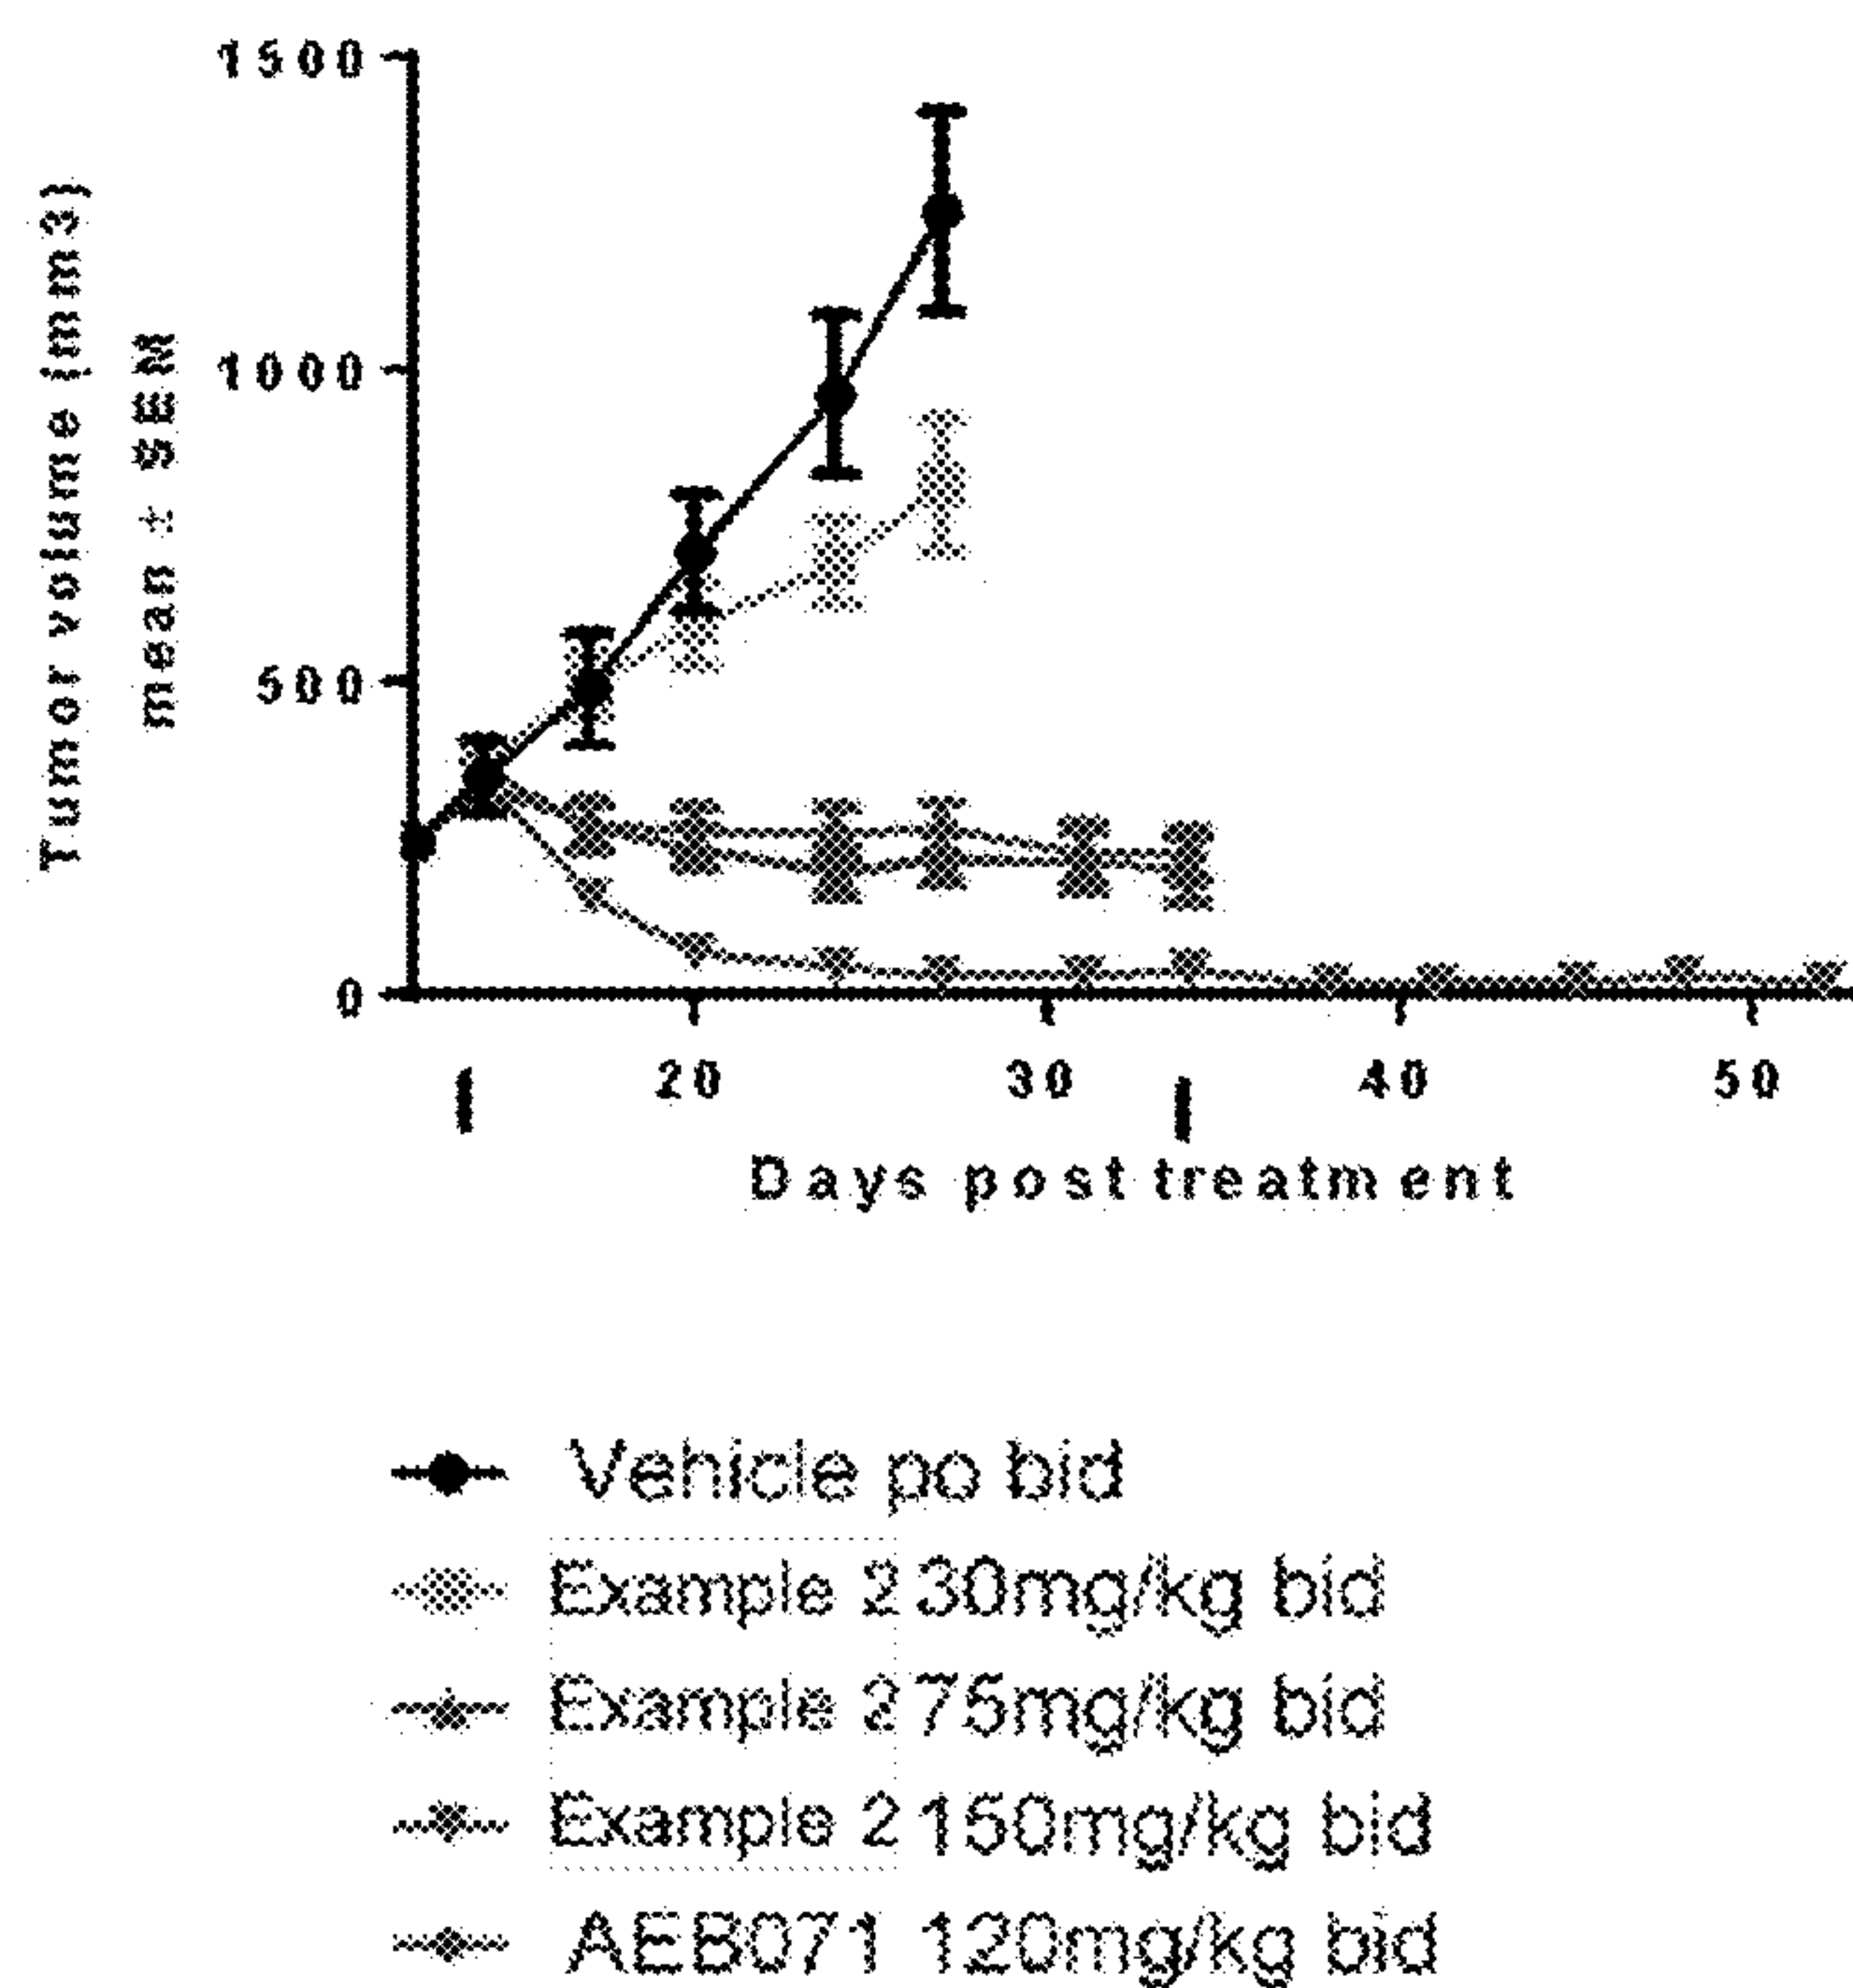 Tumor volume (mm3)
mean ± SEM
1500
1000
500
0
20 30 40 50
Days post treatment
Vehicle po bid
Example 2 30mg/kg bid
Example 2 75mg/kg bid
Example 2 150mg/kg bid
AEB071 120mg/kg bid